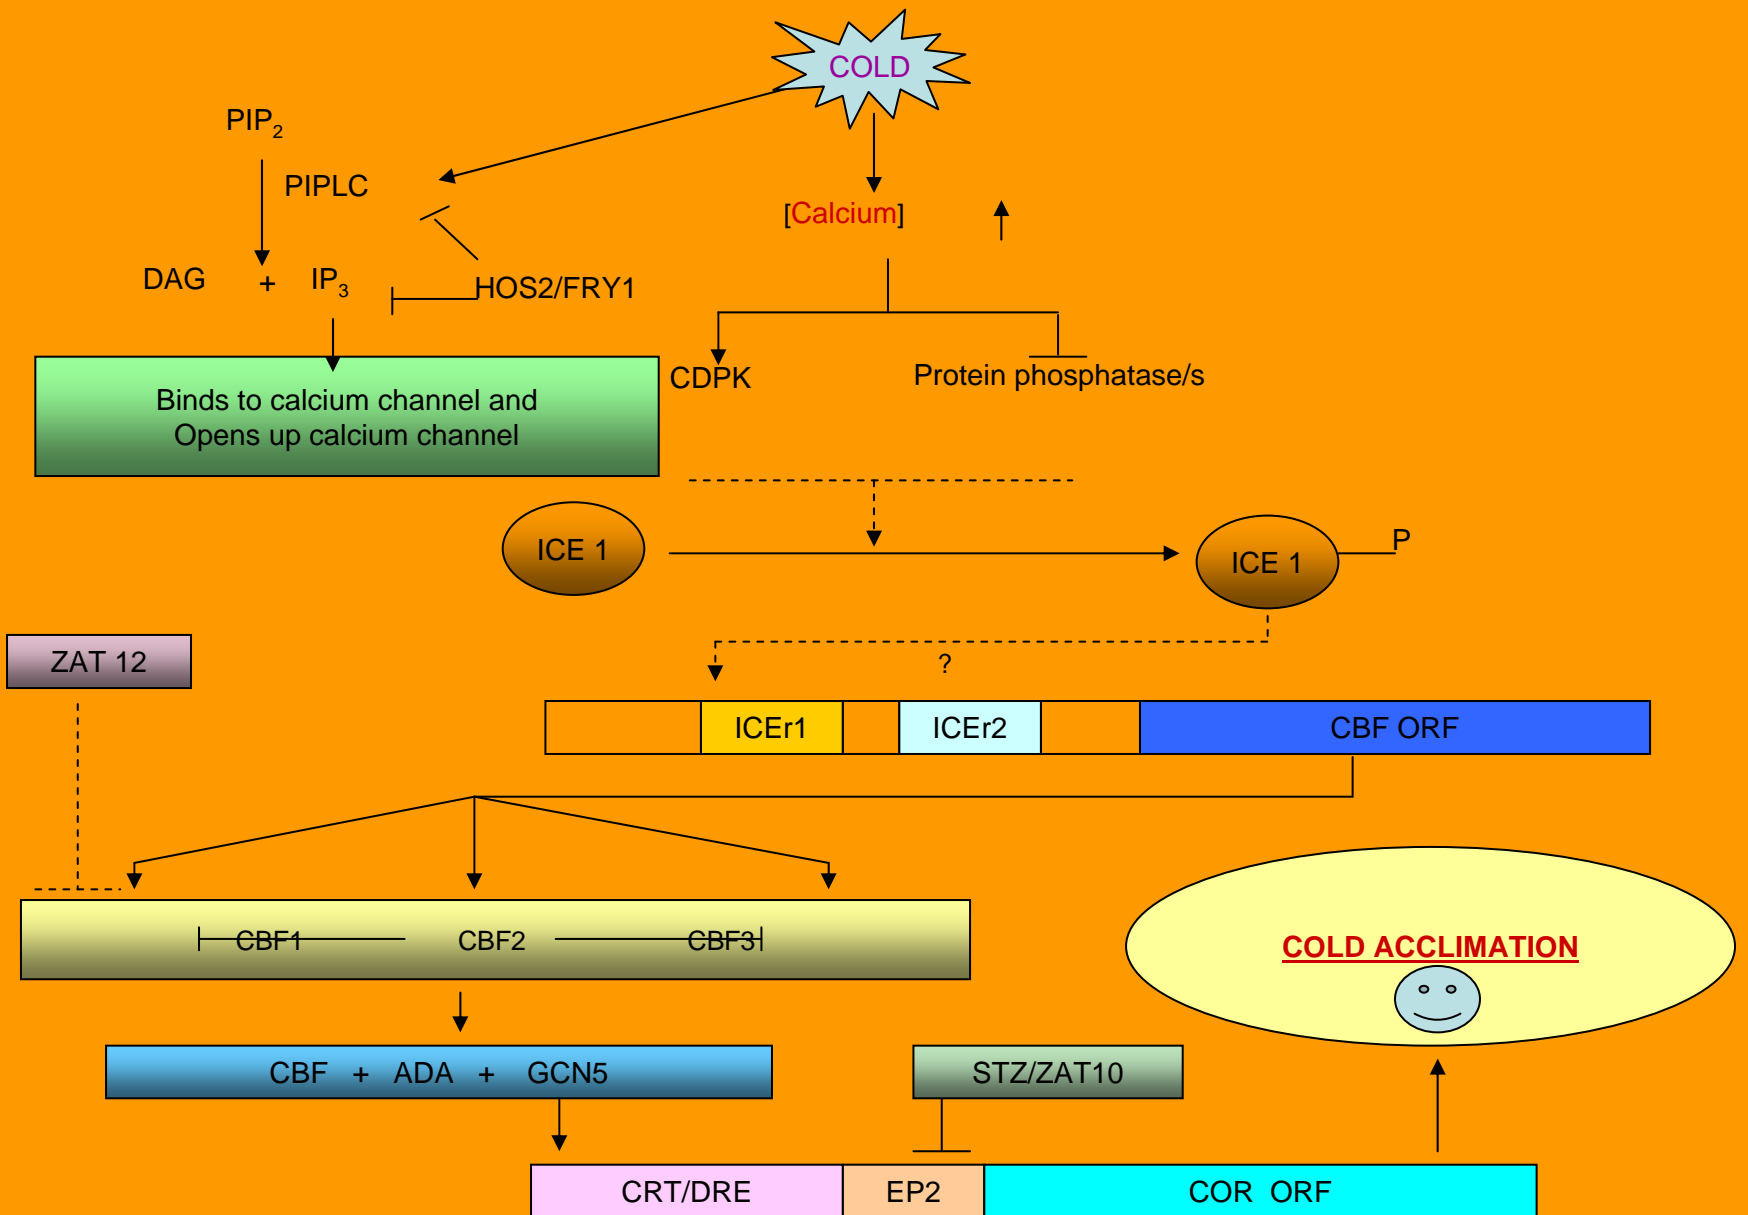 COLD
PIP2
PIPLC
[Calcium]
DAG + IP3
HOS2/FRY1
CDPK
Protein phosphatase/s
Binds to calcium channel and
Opens up calcium channel
ICE 1
ICE 1
P
ZAT 12
?
ICEr1 ICEr2 CBF ORF
CBF1 CBF2 CBF3
COLD ACCLIMATION
CBF + ADA + GCN5
STZ/ZAT10
CRT/DRE EP2 COR ORF